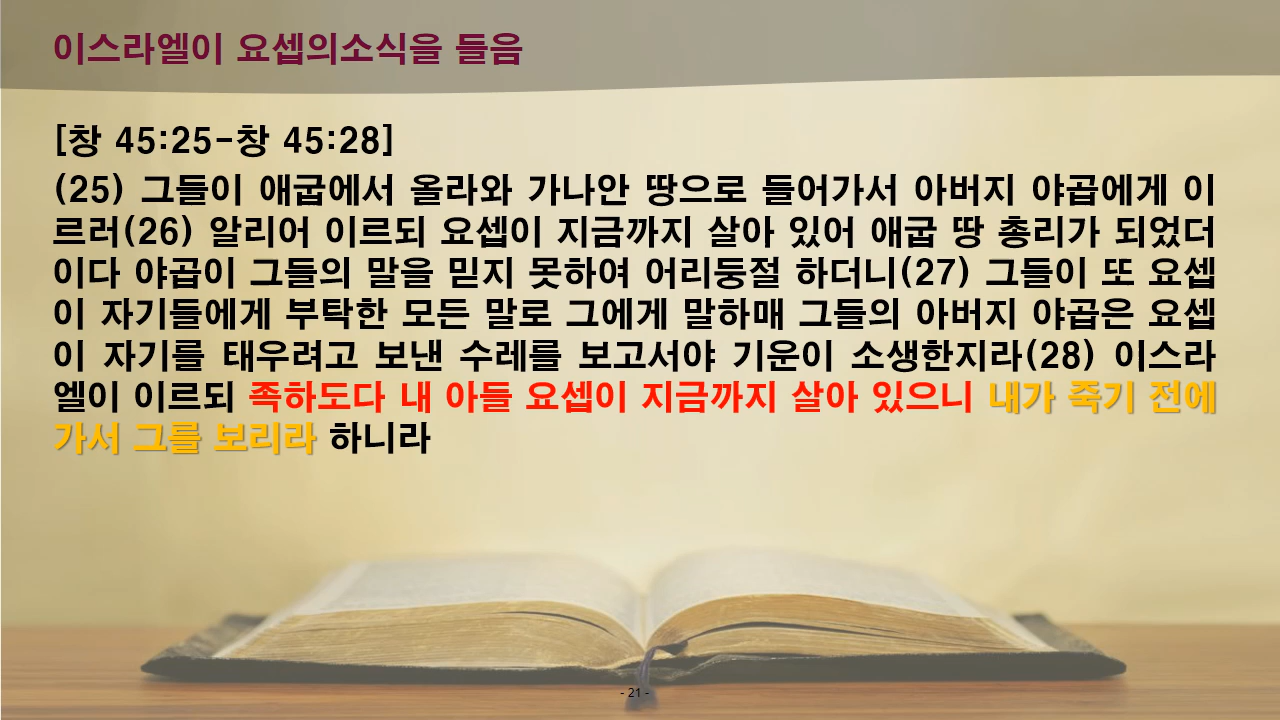 이스라엘이 요셉의소식을 들음
[창 45:25-창 45:28]
(25) 그들이 애굽에서 올라와 가나안 땅으로 들어가서 아버지 야곱에게 이
르러(26) 알리어 이르되 요셉이 지금까지 살아 있어 애굽 땅 총리가 되었더
이다 야곱이 그들의 말을 믿지 못하여 어리둥절 하더니(27) 그들이 또 요셉
이 자기들에게 부탁한 모든 말로 그에게 말하매 그들의 아버지 야곱은 요셉
이 자기를 태우려고 보낸 수레를 보고서야 기운이 소생한지라(28) 이스라
엘이 이르되 족하도다 내 아들 요셉이 지금까지 살아 있으니 내가 죽기 전에
가서 그를 보리라 하니라
- 21 -